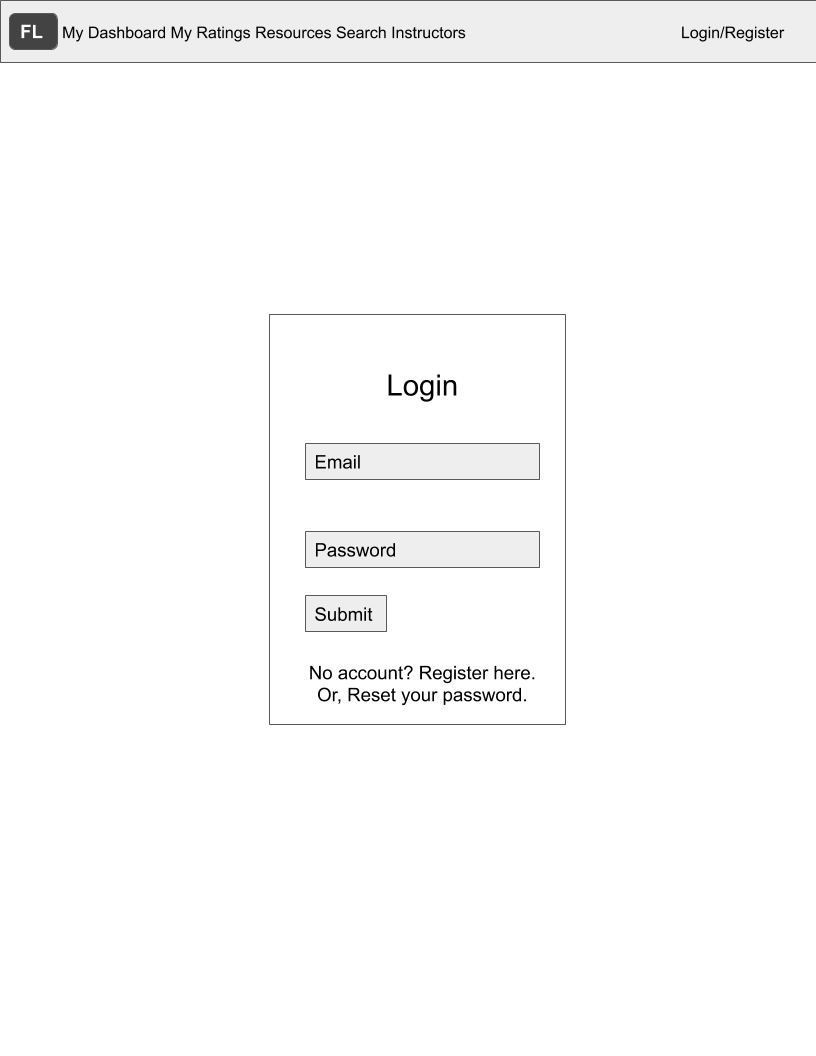 FL My Dashboard My Ratings Resources Search Instructors Login/Register
Login
Email
Password
Submit
No account? Register here.
Or, Reset your password.